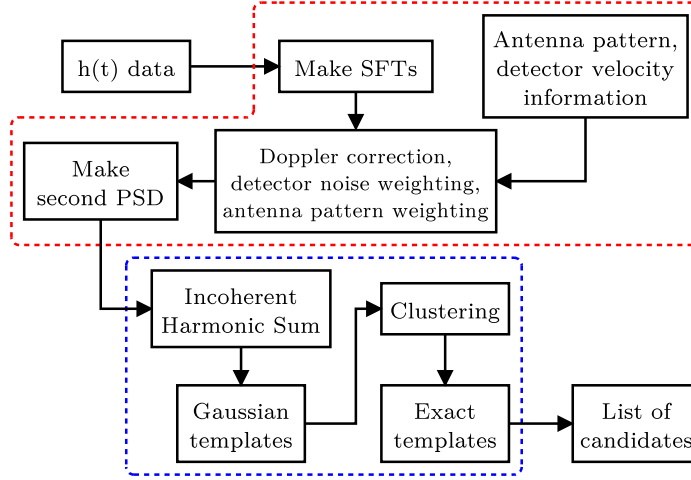 h(t) data
Make SFTs
Antenna pattern,
detector velocity
information
Make
second PSD
Doppler correction,
detector noise weighting,
antenna pattern weighting
Incoherent
Harmonic Sum
Clustering
Gaussian
templates
Exact
templates
List of
candidates